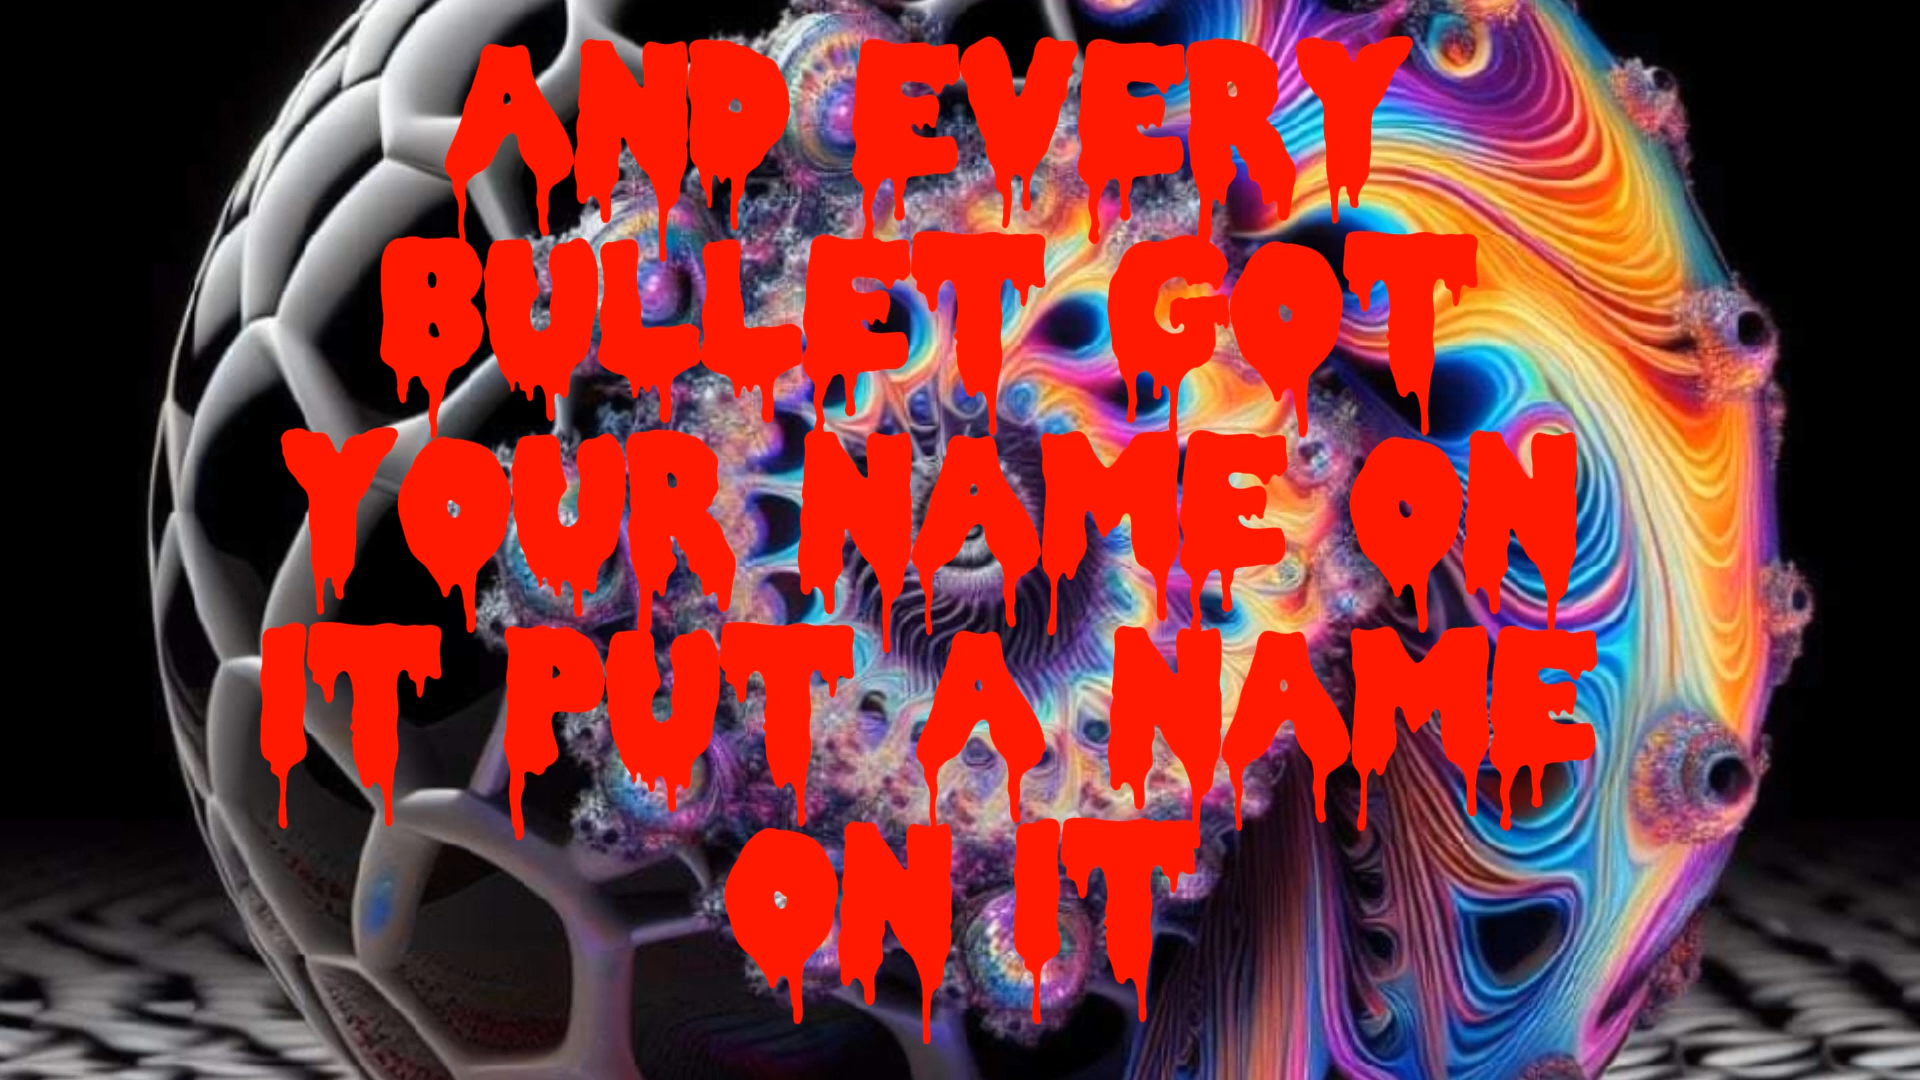 AND EVERY
BULLET GOT
YOUR NAME ON
IT PUT A NAME
ON IT